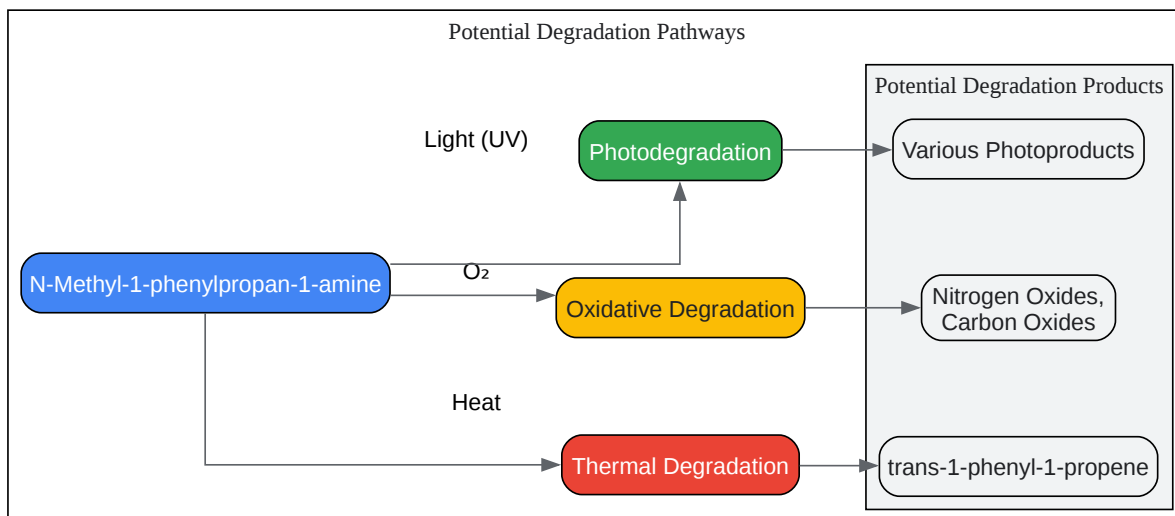 Potential Degradation Pathways
Potential Degradation Products
Light (UV)
Photodegradation
Various Photoproducts
N-Methyl-1-phenylpropan-1-amine
O₂
Oxidative Degradation
Nitrogen Oxides,
Carbon Oxides
Heat
Thermal Degradation
trans-1-phenyl-1-propene